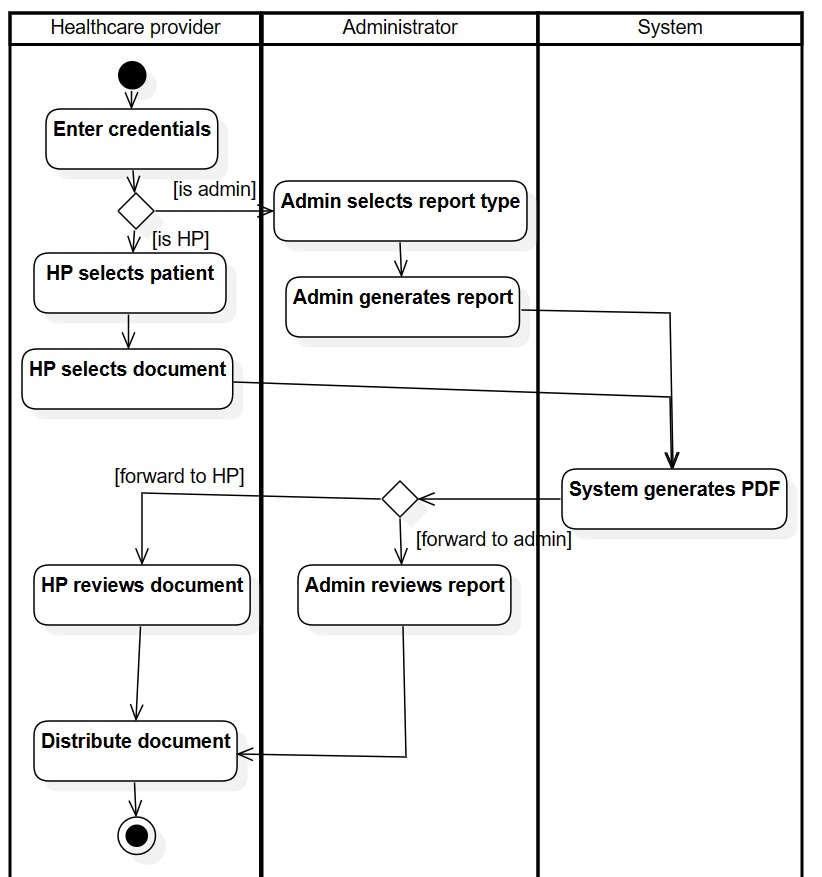 Healthcare provider
Administrator
System
Enter credentials
[is admin]
Admin selects report type
[is HP]
HP selects patient
Admin generates report
HP selects document
[forward to HP]
System generates PDF
[forward to admin]
HP reviews document
Admin reviews report
Distribute document